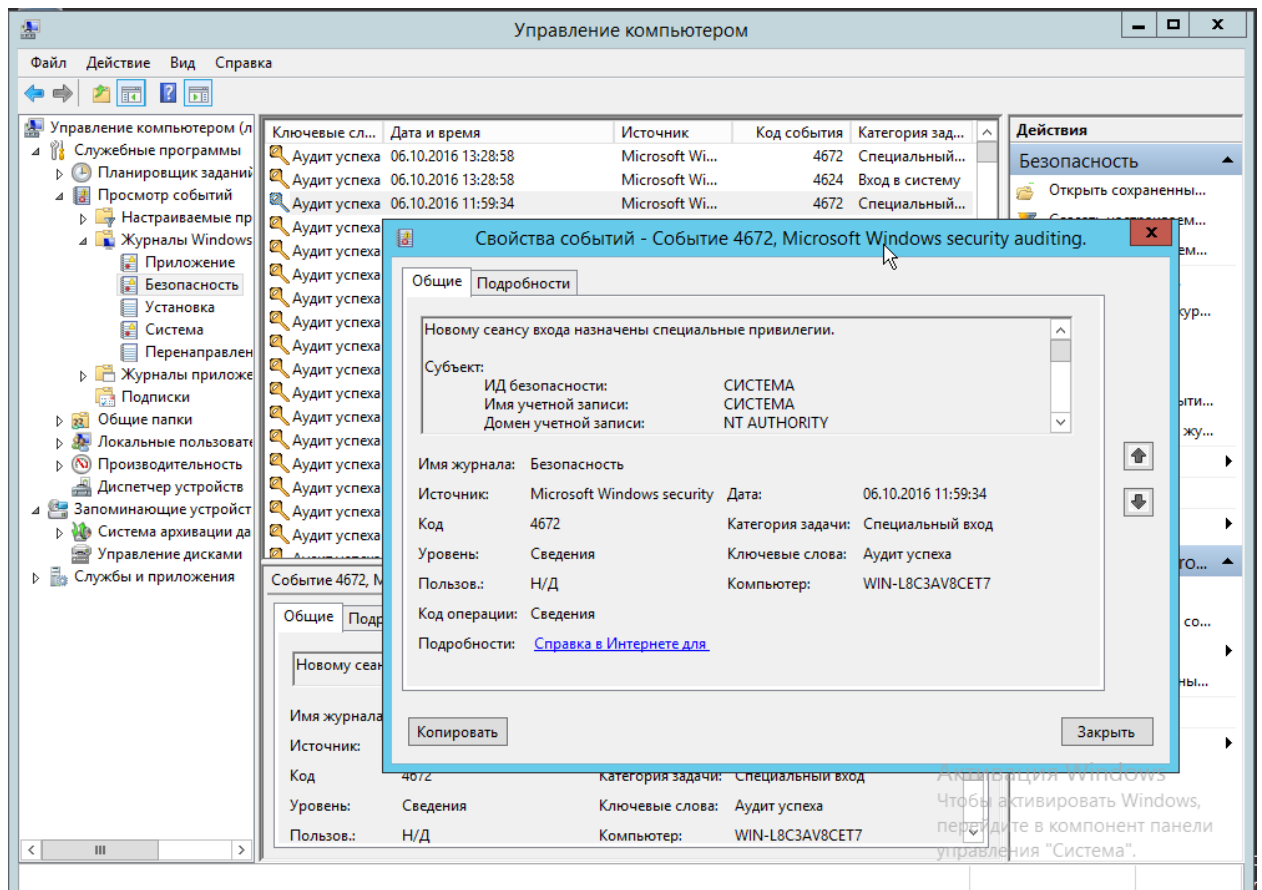 Управление компьютером
Файл Действие Вид Справка
Управление компьютером (л
Служебные программы
Планировщик заданий
Просмотр событий
Настраиваемые пр
Журналы Windows
Приложение
Безопасность
Установка
Система
Перенаправлен
Журналы приложе
Подписки
Общие папки
Локальные пользовате
Производительность
Диспетчер устройств
Запоминающие устройст
Система архивации да
Управление дисками
Службы и приложения
Ключевые сл... Дата и время Источник Код события Категория зад...
Аудит успеха 06.10.2016 13:28:58 Microsoft Wi... 4672 Специальный...
Аудит успеха 06.10.2016 13:28:58 Microsoft Wi... 4624 Вход в систему
Аудит успеха 06.10.2016 11:59:34 Microsoft Wi... 4672 Специальный...
Аудит успеха
Аудит успеха
Аудит успеха
Аудит успеха
Аудит успеха
Аудит успеха
Аудит успеха
Аудит успеха
Аудит успеха
Аудит успеха
Аудит успеха
Аудит успеха
Аудит успеха
Аудит успеха
Действия
Безопасность
Открыть сохраненны...
ем...
ем...
кур...
ыти...
жу...
ro...
со...
ны...
Свойства событий - Событие 4672, Microsoft Windows security auditing.
Общие Подробности
Новому сеансу входа назначены специальные привилегии.
Субъект:
ИД безопасности: СИСТЕМА
Имя учетной записи: СИСТЕМА
Домен учетной записи: NT AUTHORITY
Имя журнала: Безопасность
Источник: Microsoft Windows security Дата: 06.10.2016 11:59:34
Код 4672 Категория задачи: Специальный вход
Уровень: Сведения Ключевые слова: Аудит успеха
Пользов.: Н/Д Компьютер: WIN-L8C3AV8CET7
Код операции: Сведения
Подробности: Справка в Интернете для
Копировать Закрыть
Событие 4672, M
Общие Подр
Новому сеан
Имя журнала
Источник:
Код 4672 Категория задачи: Специальный вход
Уровень: Сведения Ключевые слова: Аудит успеха
Пользов.: Н/Д Компьютер: WIN-L8C3AV8CET7
Активация Windows
Чтобы активировать Windows,
перейдите в компонент панели
управления "Система".